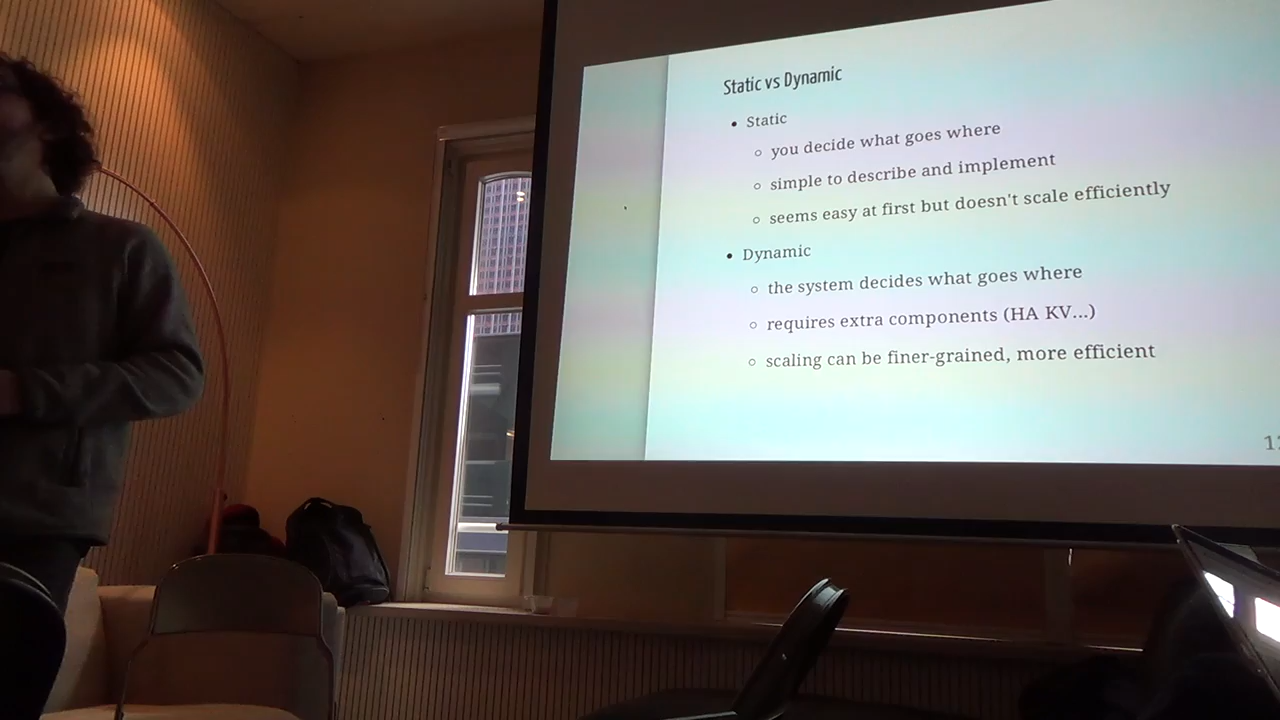 Static vs Dynamic
• Static
○ you decide what goes where
○ simple to describe and implement
○ seems easy at first but doesn't scale efficiently
• Dynamic
○ the system decides what goes where
○ requires extra components (HA KV...)
○ scaling can be finer-grained, more efficient